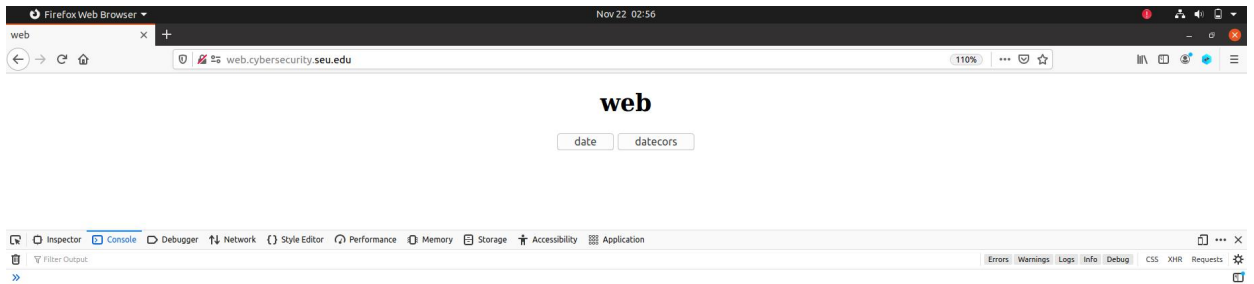 Firefox Web Browser Nov 22 02:56
web
web.cybersecurity.seu.edu 110%
web
date datecors
Inspector Console Debugger Network Style Editor Performance Memory Storage Accessibility Application
Filter Output Errors Warnings Logs Info Debug CSS XHR Requests